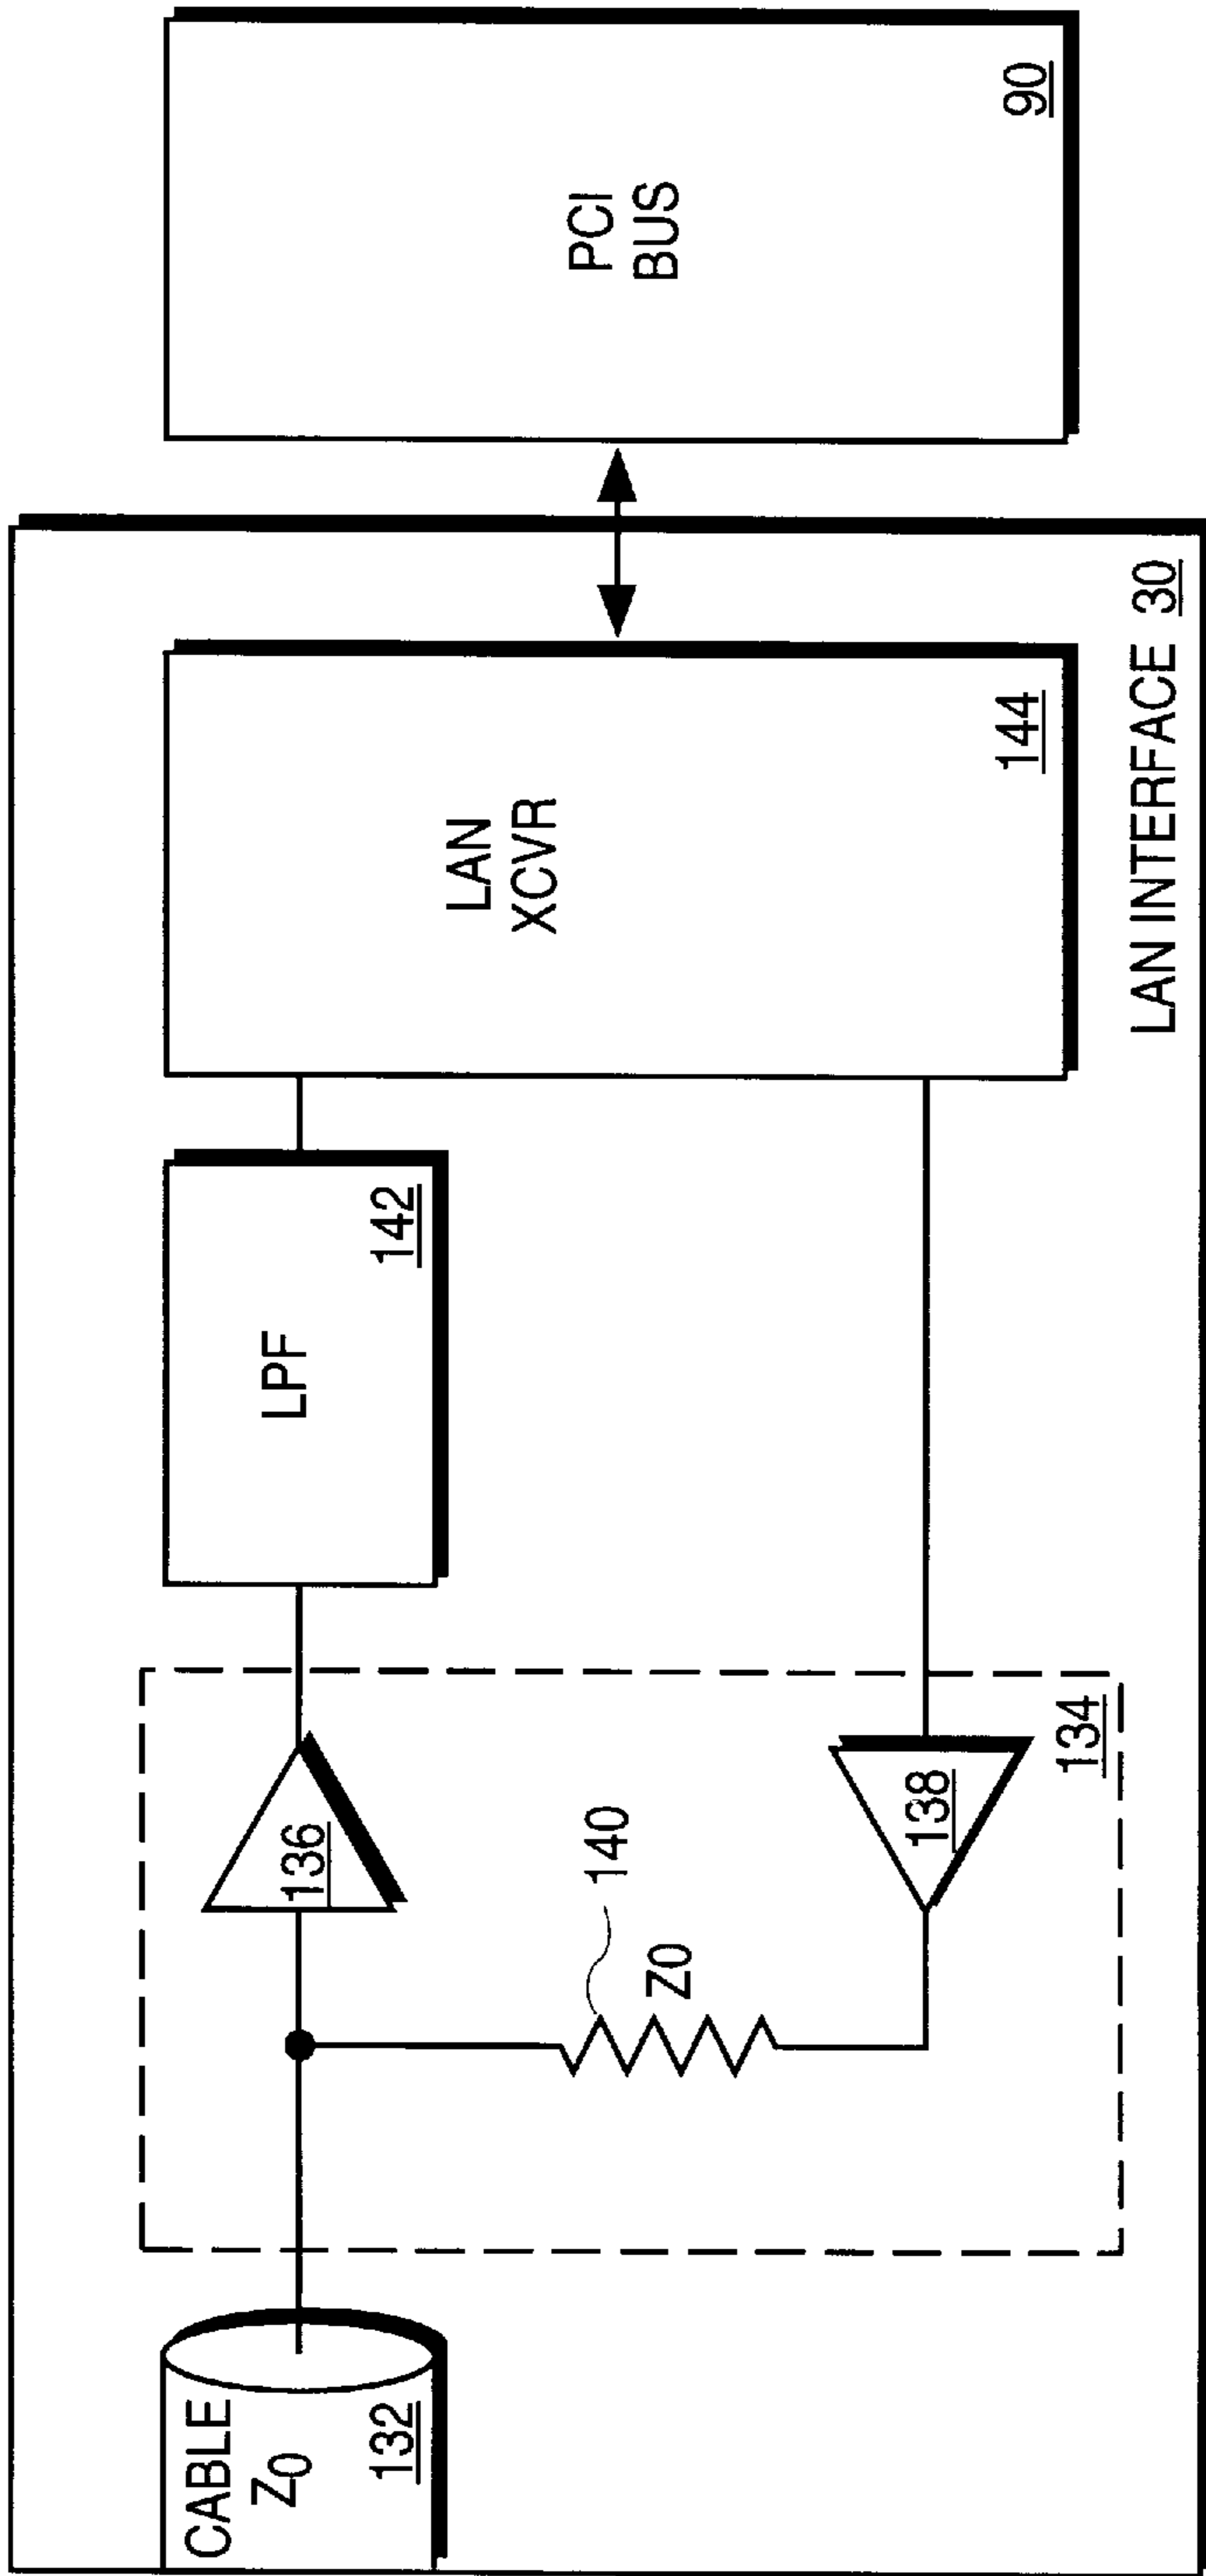 CABLE
Z0
132
136
140
Z0
138
134
LPF
142
LAN
XCVR
144
LAN INTERFACE 30
PCI
BUS
90